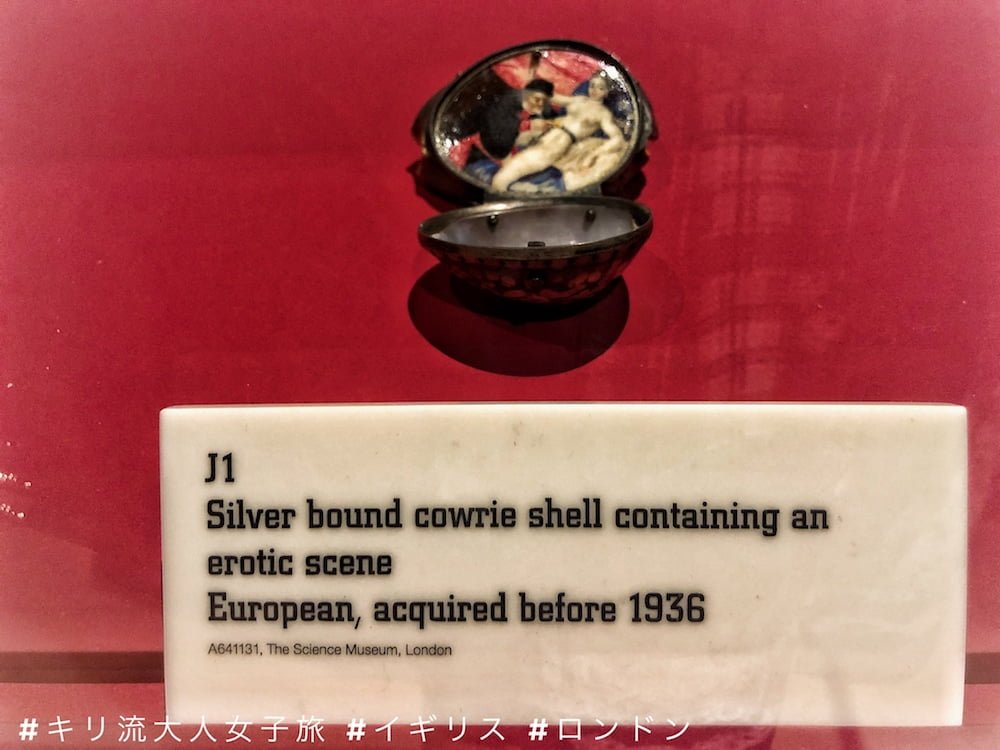 J1
Silver bound cowrie shell containing an
erotic scene
European, acquired before 1936
A641131, The Science Museum, London
#キリ流大人女子旅 #イギリス #ロンドン